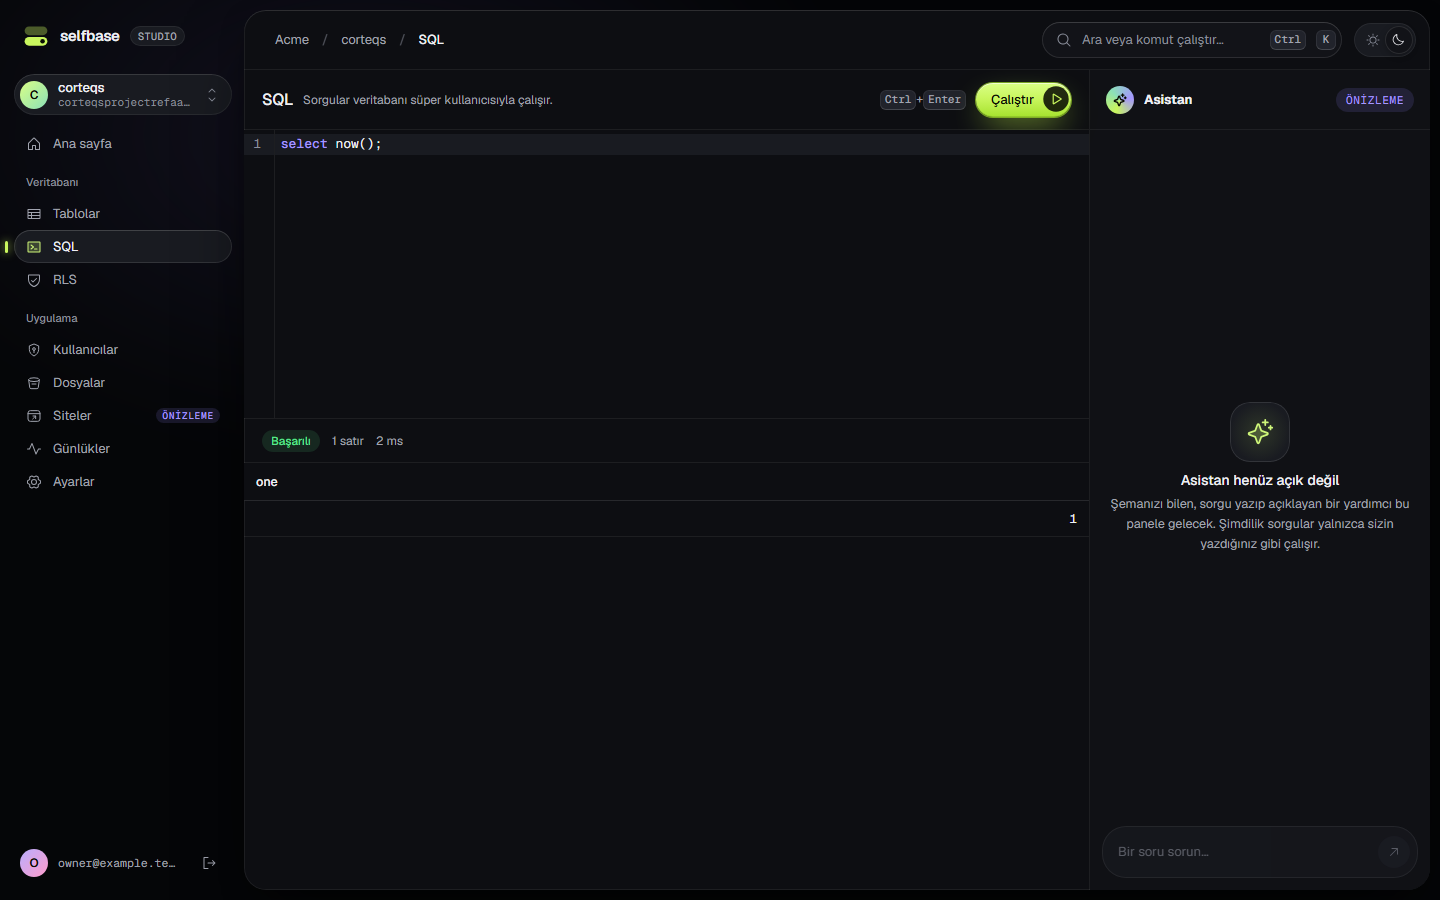 selfbase STUDIO
C corteqs
corteqsprojectrefaa…
Ana sayfa
Veritabanı
Tablolar
SQL
RLS
Uygulama
Kullanıcılar
Dosyalar
Siteler ÖNİZLEME
Günlükler
Ayarlar
O owner@example.te…
Acme / corteqs / SQL
Ara veya komut çalıştır... Ctrl K
SQL Sorgular veritabanı süper kullanıcısıyla çalışır.
Ctrl+Enter Çalıştır
1 select now();
Başarılı 1 satır 2 ms
one
1
Asistan ÖNİZLEME
Asistan henüz açık değil
Şemanızı bilen, sorgu yazıp açıklayan bir yardımcı bu
panele gelecek. Şimdilik sorgular yalnızca sizin
yazdığınız gibi çalışır.
Bir soru sorun...